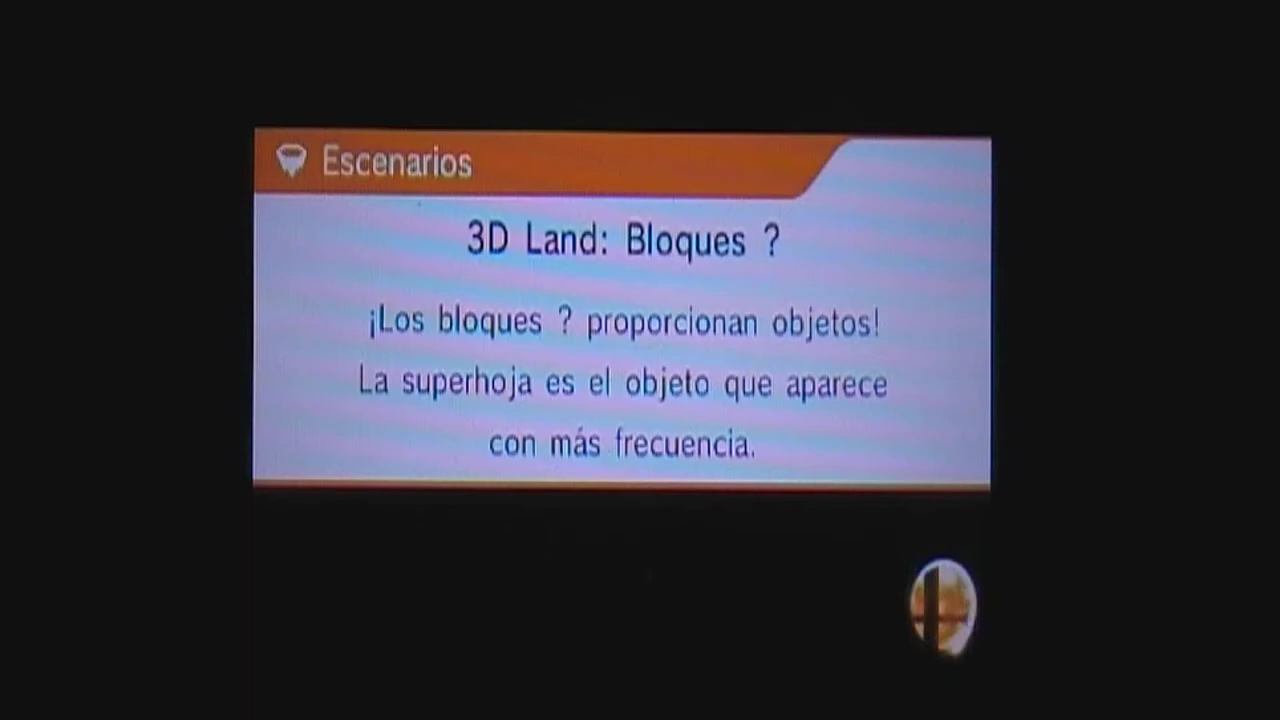 Escenarios
3D Land: Bloques ?
¡Los bloques ? proporcionan objetos!
La superhoja es el objeto que aparece
con más frecuencia.